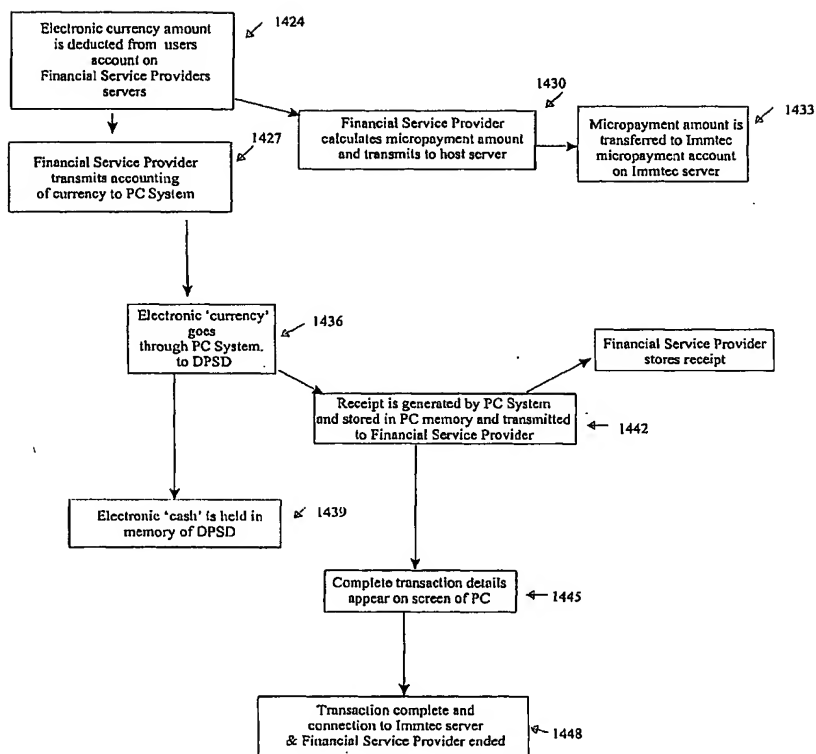 Electronic currency amount
is deducted from users
account on
Financial Service Providers
servers
1424
1430
Financial Service Provider
calculates micropayment amount
and transmits to host server
1433
Micropayment amount is
transferred to Immtec
micropayment account
on Immtec server
1427
Financial Service Provider
transmits accounting
of currency to PC System
Electronic 'currency'
goes
through PC System.
to DPSD
1436
Financial Service Provider
stores receipt
Receipt is generated by PC System
and stored in PC memory and transmitted
to Financial Service Provider
1442
Electronic 'cash' is held in
memory of DPSD
1439
Complete transaction details
appear on screen of PC
1445
Transaction complete and
connection to Immtec server
& Financial Service Provider ended
1448